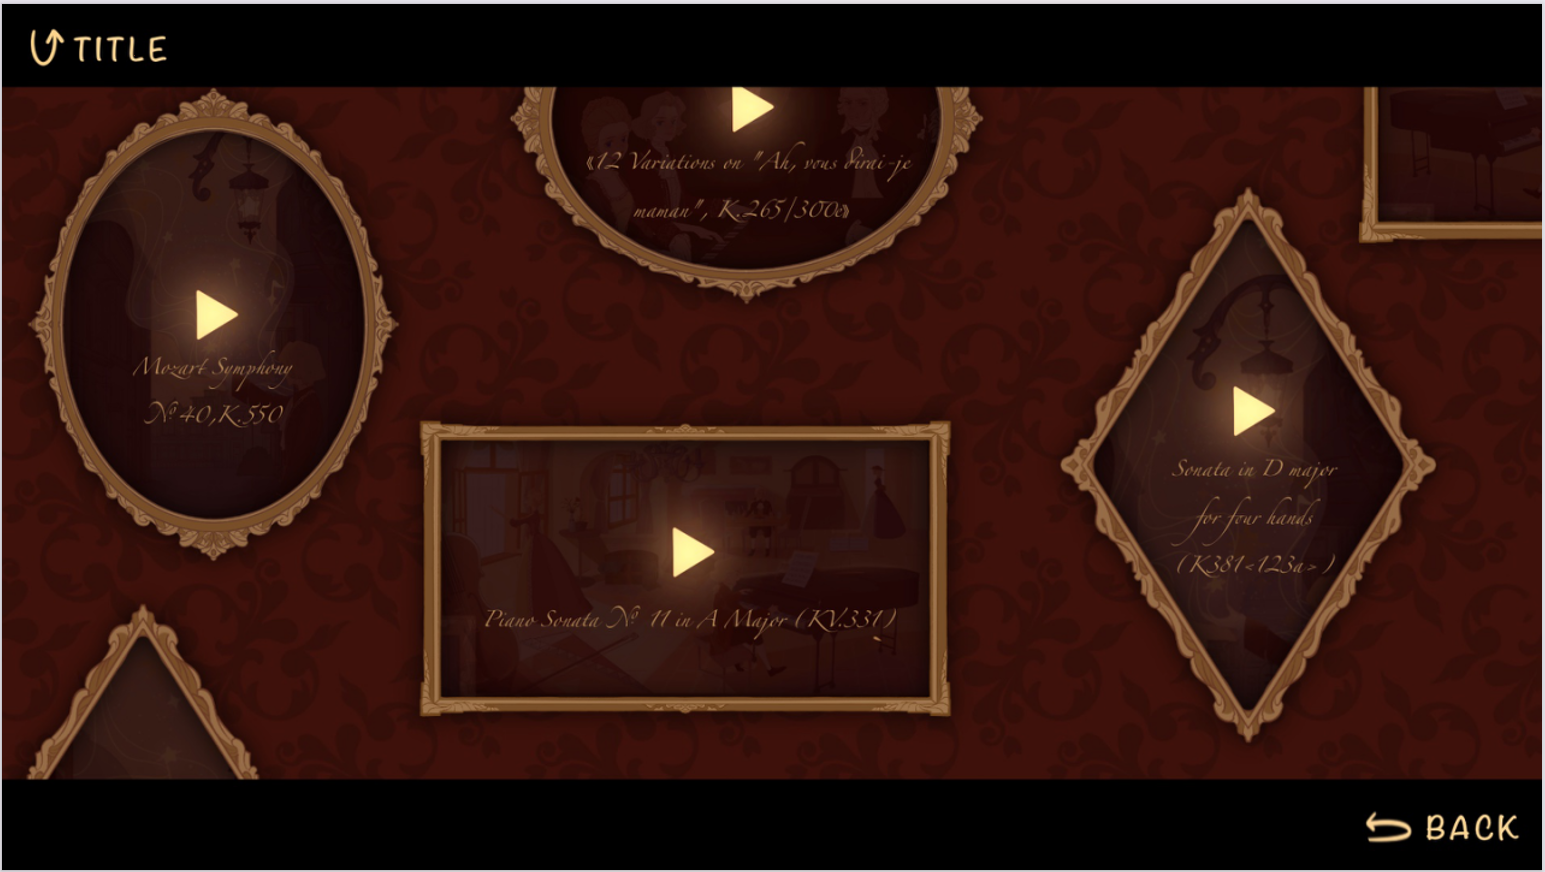 TITLE
«12 Variations on "Ah, vous dirai-je
maman", K.265/300e»
Mozart Symphony
№ 40,K.550
Sonata in D major
for four hands
(K381<123a>)
Piano Sonata № 11 in A Major (KV.331)
BACK